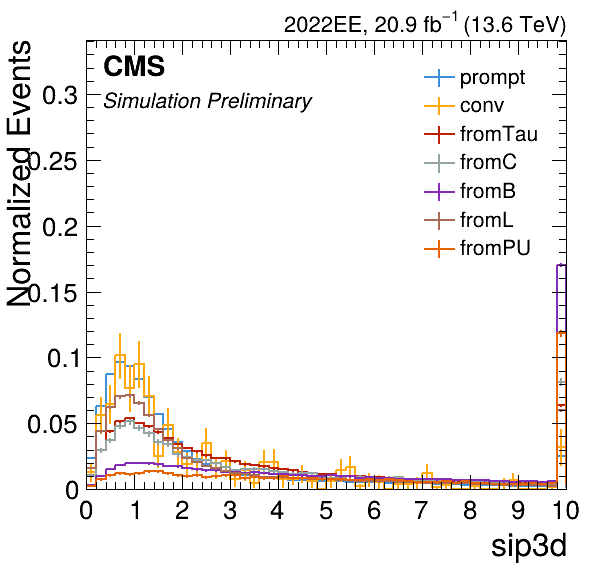 2022EE, 20.9 fb⁻¹ (13.6 TeV)
CMS
Simulation Preliminary
prompt
conv
fromTau
fromC
fromB
fromL
fromPU
Normalized Events
0.3
0.25
0.2
0.15
0.1
0.05
0
0 1 2 3 4 5 6 7 8 9 10
sip3d